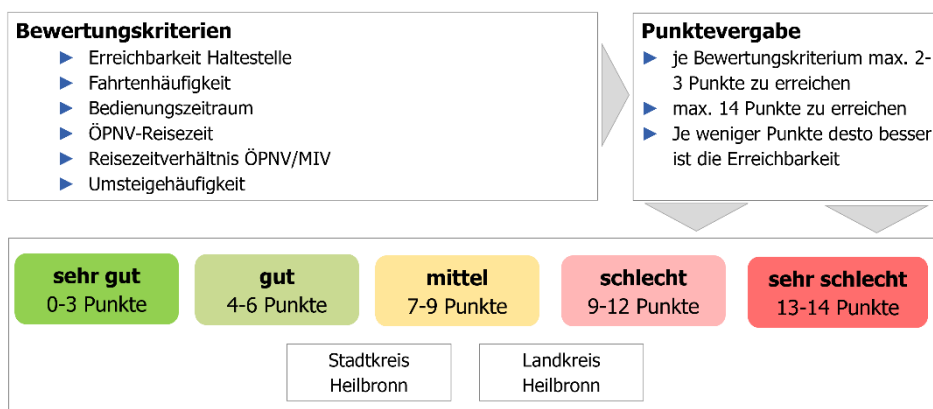 Bewertungskriterien
Erreichbarkeit Haltestelle
Fahrtenhäufigkeit
Bedienungszeitraum
ÖPNV-Reisezeit
Reisezeitverhältnis ÖPNV/MIV
Umsteigehäufigkeit
Punktevergabe
je Bewertungskriterium max. 2-
3 Punkte zu erreichen
max. 14 Punkte zu erreichen
Je weniger Punkte desto besser
ist die Erreichbarkeit
sehr gut
0-3 Punkte
gut
4-6 Punkte
mittel
7-9 Punkte
schlecht
9-12 Punkte
sehr schlecht
13-14 Punkte
Stadtkreis
Heilbronn
Landkreis
Heilbronn